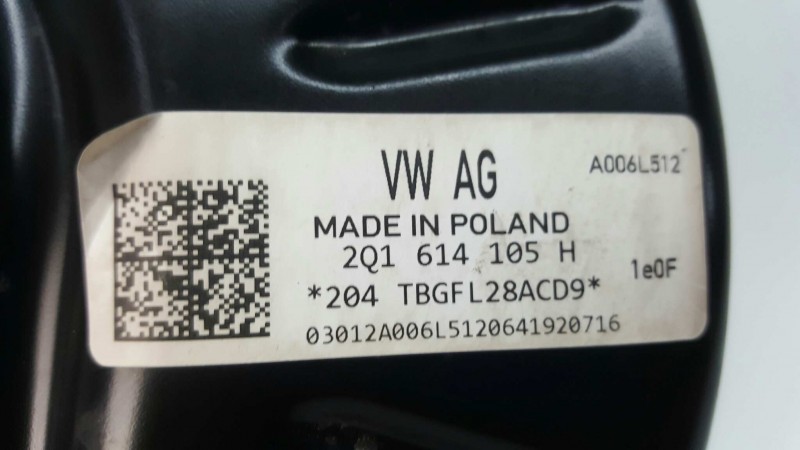 VW AG
A006L512
MADE IN POLAND
2Q1 614 105 H
1e0F
*204 TBGFL28ACD9*
03012A006L5120641920716